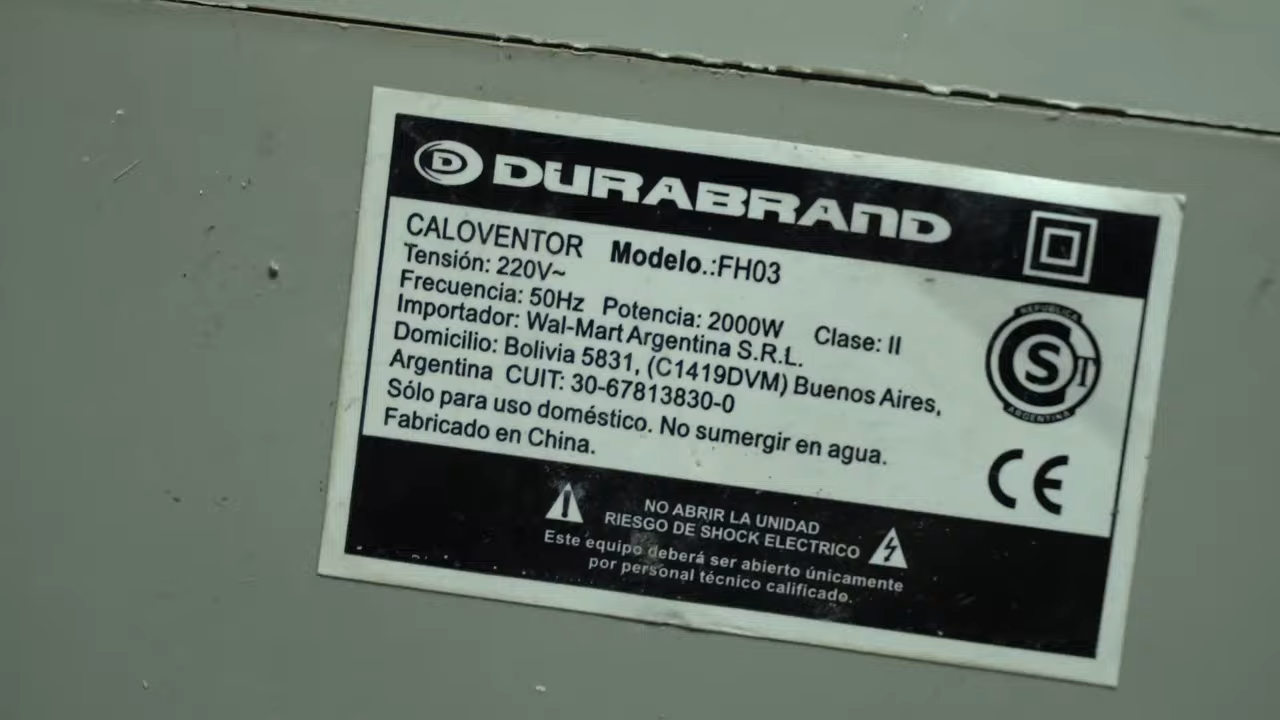 D DURABRAND
CALOVENTOR Modelo.:FH03
Tensión: 220V~
Frecuencia: 50Hz Potencia: 2000W Clase: II
Importador: Wal-Mart Argentina S.R.L.
Domicilio: Bolivia 5831, (C1419DVM) Buenos Aires,
Argentina CUIT: 30-67813830-0
Sólo para uso doméstico. No sumergir en agua.
Fabricado en China.
REPUBLICA
CS T
ARGENTINA
CE
NO ABRIR LA UNIDAD
RIESGO DE SHOCK ELECTRICO
Este equipo deberá ser abierto únicamente
por personal técnico calificado.